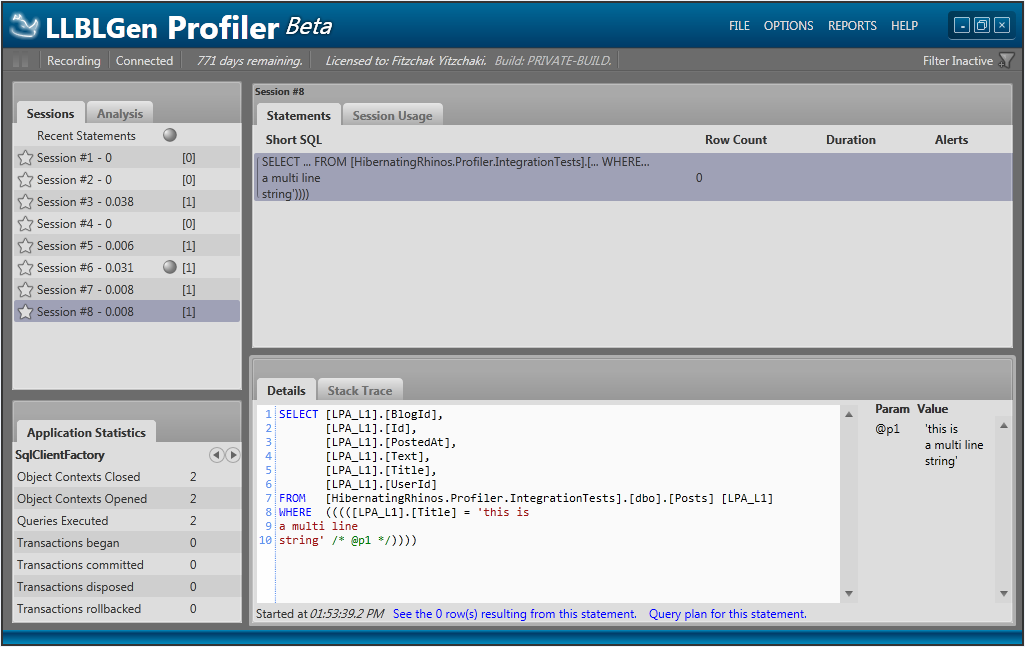 LLBLGen Profiler Beta
FILE OPTIONS REPORTS HELP
Recording Connected 771 days remaining. Licensed to: Fitzchak Yitzchaki. Build: PRIVATE-BUILD. Filter Inactive
Sessions Analysis
Recent Statements
Session #1 - 0 [0]
Session #2 - 0 [0]
Session #3 - 0.038 [1]
Session #4 - 0 [0]
Session #5 - 0.006 [1]
Session #6 - 0.031 [1]
Session #7 - 0.008 [1]
Session #8 - 0.008 [1]
Application Statistics
SqlClientFactory
Object Contexts Closed 2
Object Contexts Opened 2
Queries Executed 2
Transactions began 0
Transactions committed 0
Transactions disposed 0
Transactions rollbacked 0
Session #8
Statements Session Usage
Short SQL Row Count Duration Alerts
SELECT ... FROM [HibernatingRhinos.Profiler.IntegrationTests].[... WHERE...
a multi line 0
string'))))
Details Stack Trace
1 SELECT [LPA_L1].[BlogId],
2 [LPA_L1].[Id],
3 [LPA_L1].[PostedAt],
4 [LPA_L1].[Text],
5 [LPA_L1].[Title],
6 [LPA_L1].[UserId]
7 FROM [HibernatingRhinos.Profiler.IntegrationTests].[dbo].[Posts] [LPA_L1]
8 WHERE ((((([LPA_L1].[Title] = 'this is
9 a multi line
10 string' /* @p1 */))))
Param Value
@p1 'this is
a multi line
string'
Started at 01:53:39.2 PM See the 0 row(s) resulting from this statement. Query plan for this statement.